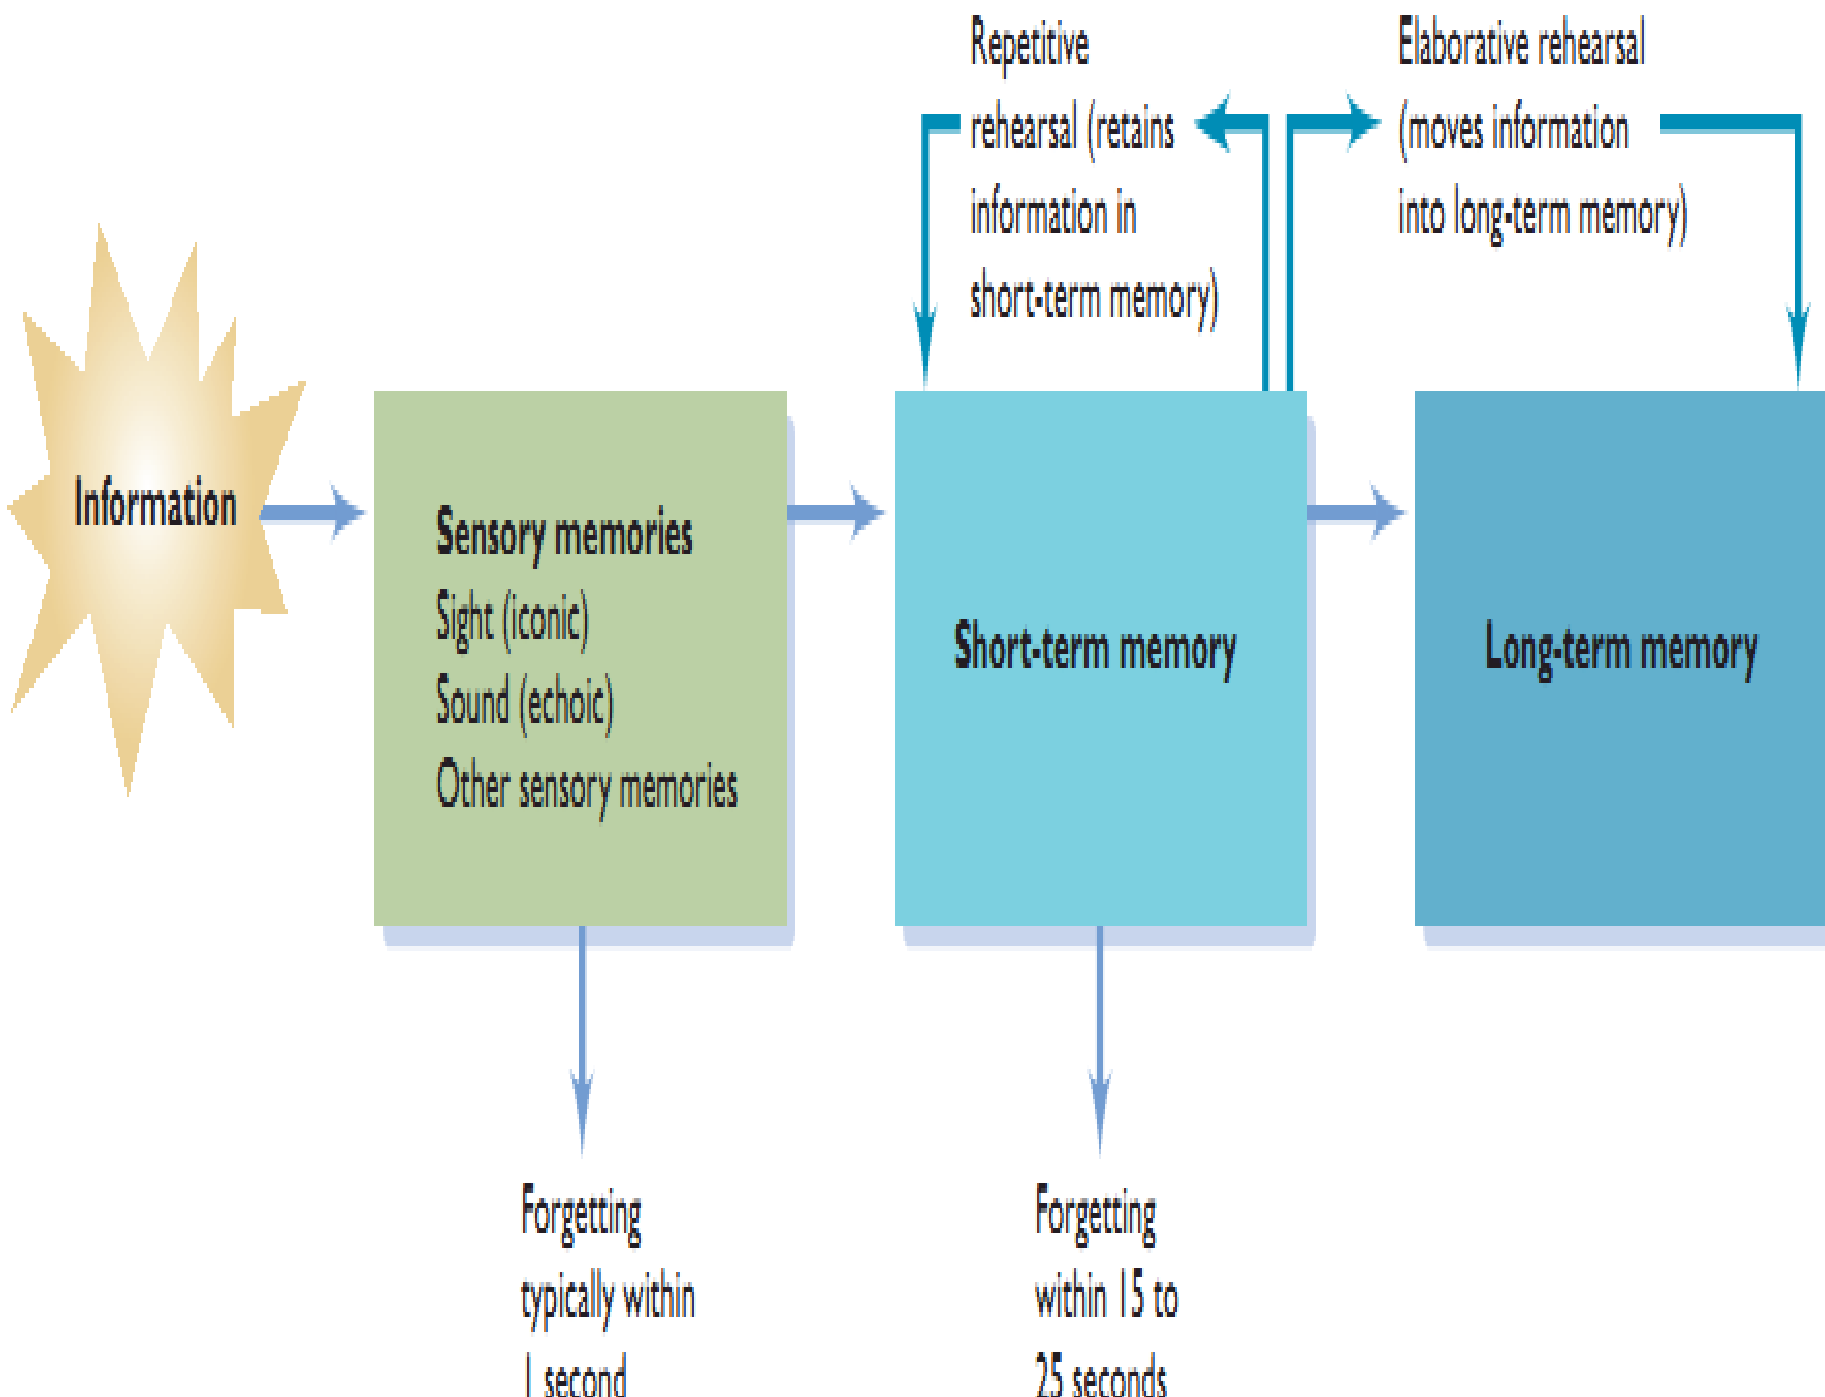 Repetitive
rehearsal (retains
information in
short-term memory)
Elaborative rehearsal
(moves information
into long-term memory)
Information
Sensory memories
Sight (iconic)
Sound (echoic)
Other sensory memories
Short-term memory
Long-term memory
Forgetting
typically within
1 second
Forgetting
within 15 to
25 seconds